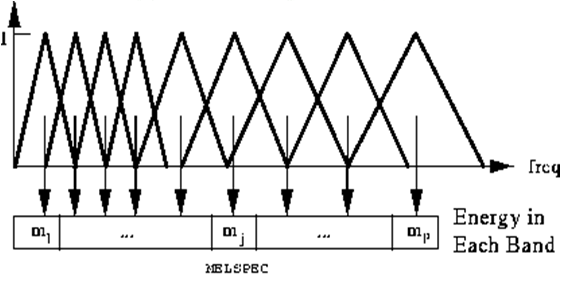 1
freq
m1 ... mj ... mp
Energy in
Each Band
MELSPEC